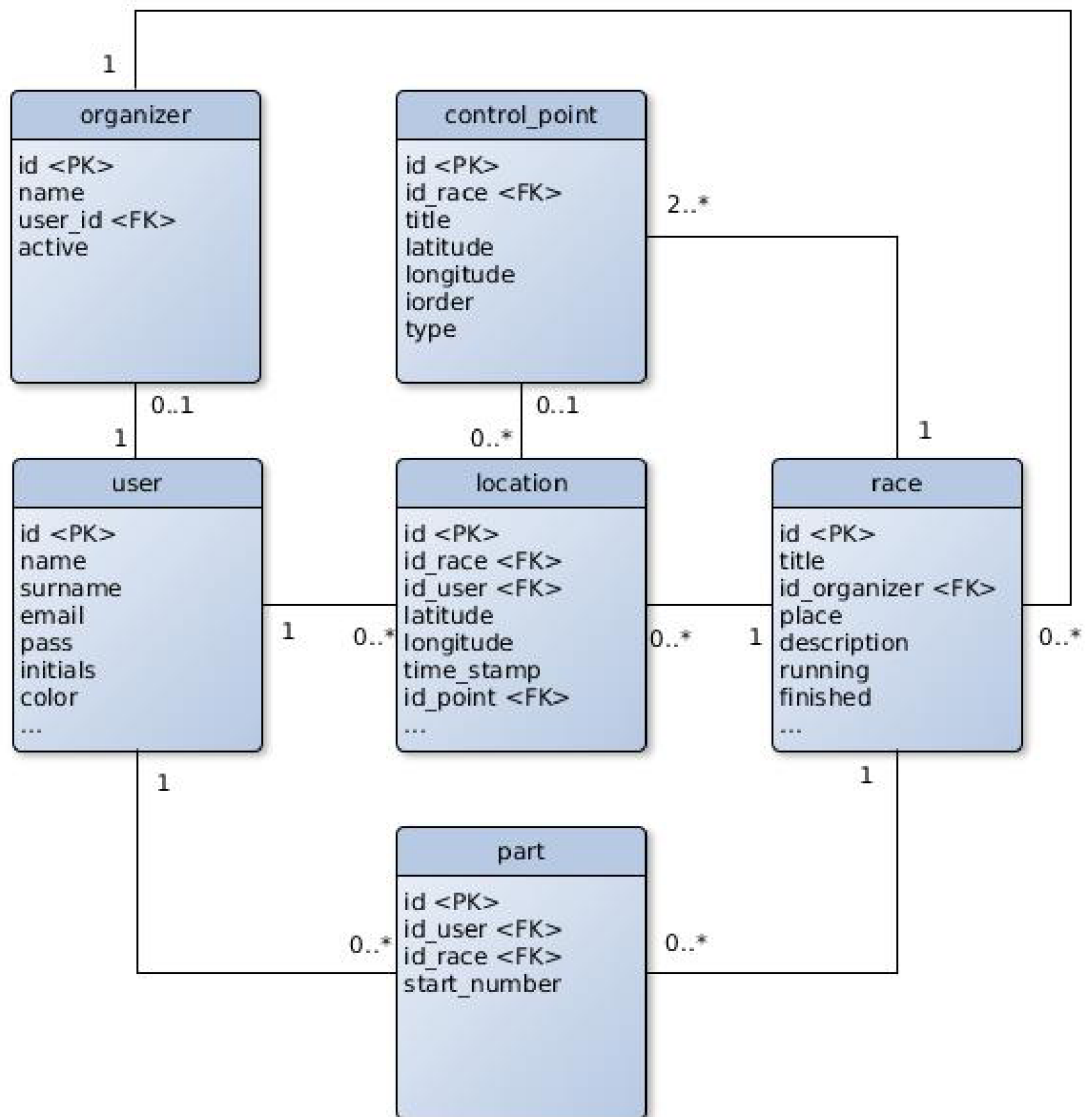 1
organizer
id <PK>
name
user_id <FK>
active
control_point
id <PK>
id_race <FK>
title
latitude
longitude
iorder
type
2..*
0..1
1
0..1
0..*
1
user
id <PK>
name
surname
email
pass
initials
color
...
location
id <PK>
id_race <FK>
id_user <FK>
latitude
longitude
time_stamp
id_point <FK>
...
race
id <PK>
title
id_organizer <FK>
place
description
running
finished
...
1
0..*
0..*
1
0..*
1
1
part
id <PK>
id_user <FK>
id_race <FK>
start_number
0..*
0..*